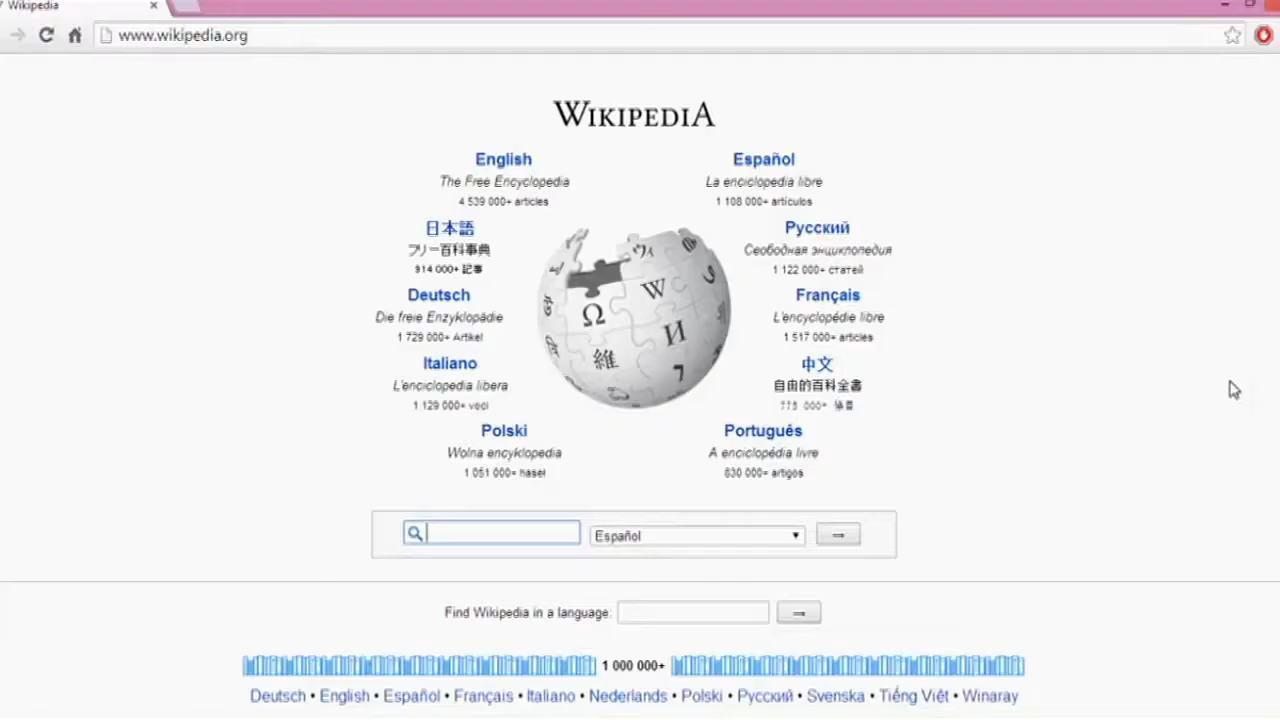 Wikipedia
www.wikipedia.org
WIKIPEDIA
English
The Free Encyclopedia
4 539 000+ articles
Español
La enciclopedia libre
1 108 000+ artículos
日本語
フリー百科事典
914 000+ 記事
Русский
Свободная энциклопедия
1 122 000+ статей
Deutsch
Die freie Enzyklopädie
1 729 000+ Artikel
Français
L'encyclopédie libre
1 517 000+ articles
Italiano
L'enciclopedia libera
1 129 000+ voci
中文
自由的百科全書
Polski
Wolna encyklopedia
1 051 000+ haseł
Português
A enciclopédia livre
830 000+ artigos
Ω W И 維 ウィ
Español
Find Wikipedia in a language:
1 000 000+
Deutsch • English • Español • Français • Italiano • Nederlands • Polski • Русский • Svenska • Tiếng Việt • Winaray